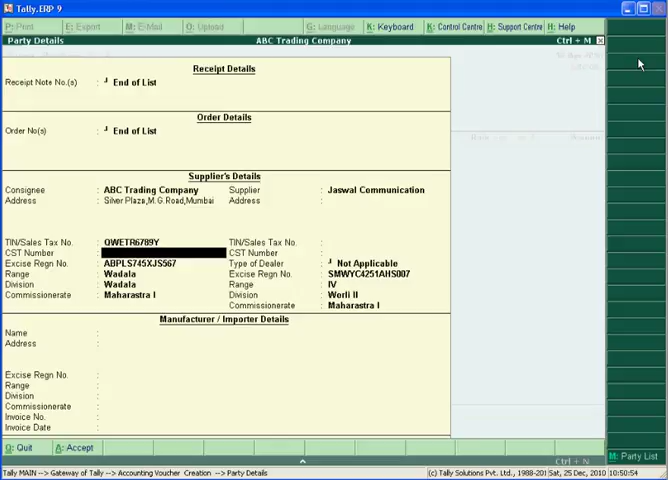 Tally.ERP 9
P: Print E: Export M: E-Mail O: Upload G: Language K: Keyboard K: Control Centre H: Support Centre H: Help
Party Details ABC Trading Company Ctrl + M
Receipt Details
Receipt Note No.(s) : ┘ End of List
Order Details
Order No(s) : ┘ End of List
Supplier's Details
Consignee : ABC Trading Company Supplier : Jaswal Communication
Address : Silver Plaza,M.G.Road,Mumbai Address :
TIN/Sales Tax No. : QWETR6789Y TIN/Sales Tax No. :
CST Number : CST Number :
Excise Regn No. : ABPLS745XJS567 Type of Dealer : ┘ Not Applicable
Range : Wadala Excise Regn No. : SMWYC4251AHS007
Division : Wadala Range : IV
Commissionerate : Maharastra I Division : Worli II
Commissionerate : Maharastra I
Manufacturer / Importer Details
Name :
Address :
Excise Regn No. :
Range :
Division :
Commissionerate :
Invoice No. :
Invoice Date :
Q: Quit A: Accept
M: Party List
Ctrl + N
Tally MAIN --> Gateway of Tally --> Accounting Voucher Creation --> Party Details (c) Tally Solutions Pvt. Ltd., 1988-201 Sat, 25 Dec, 2010 10:50:54